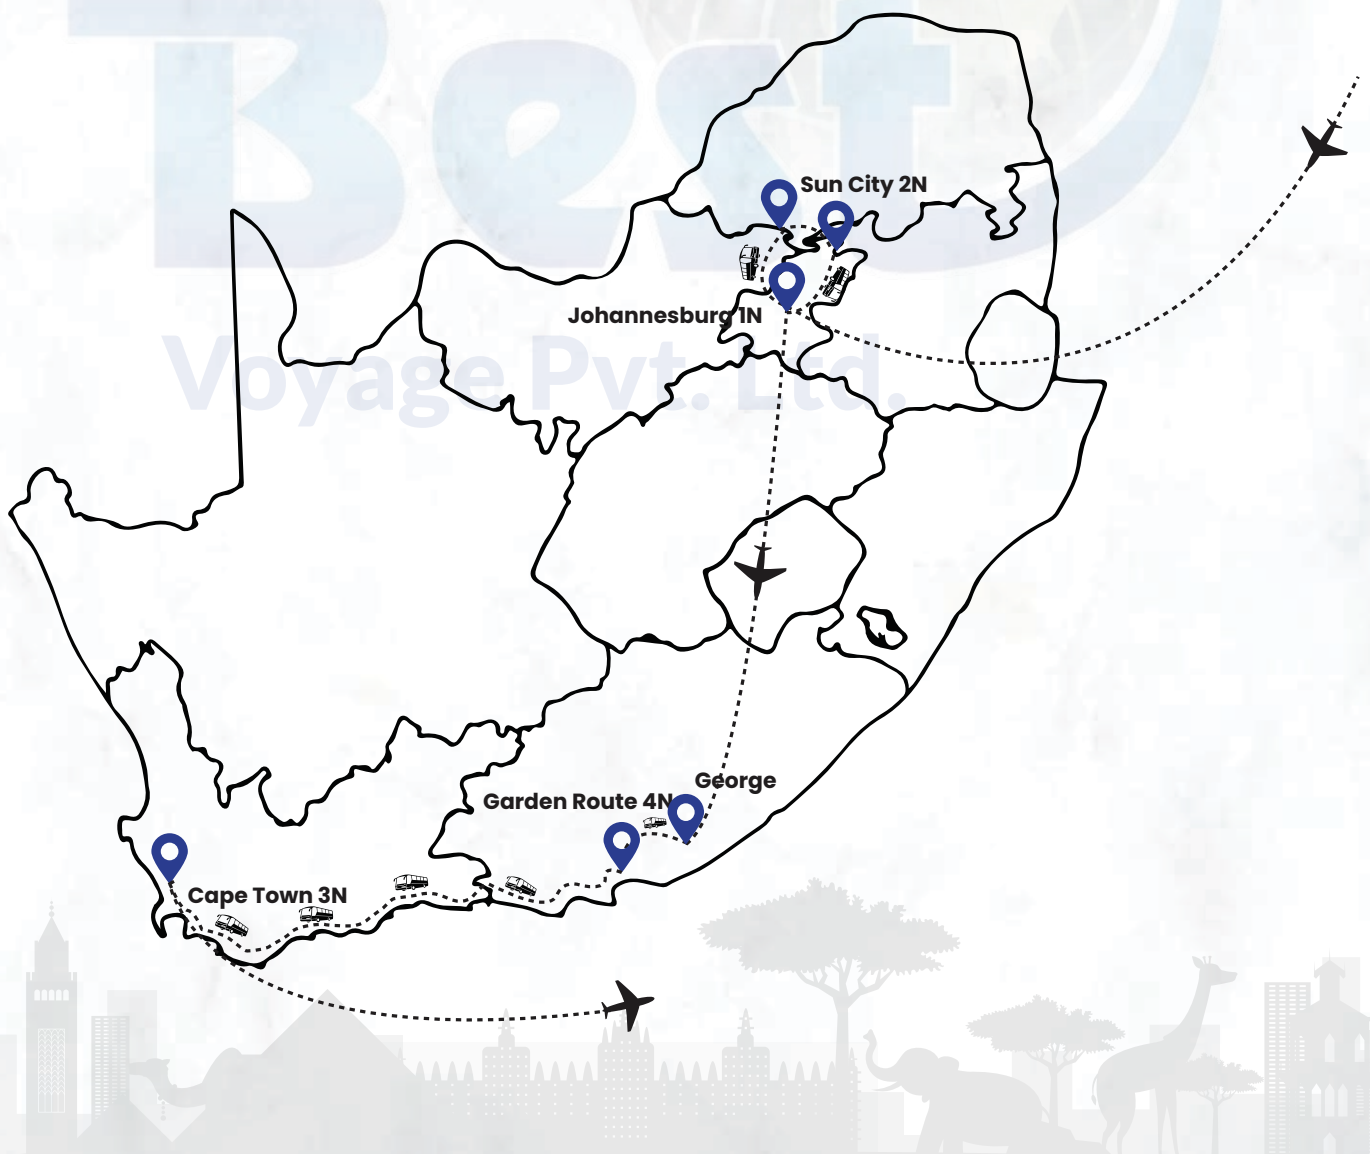 Best
Voyage Pvt. Ltd.
Sun City 2N
Johannesburg 1N
George
Garden Route 4N
Cape Town 3N